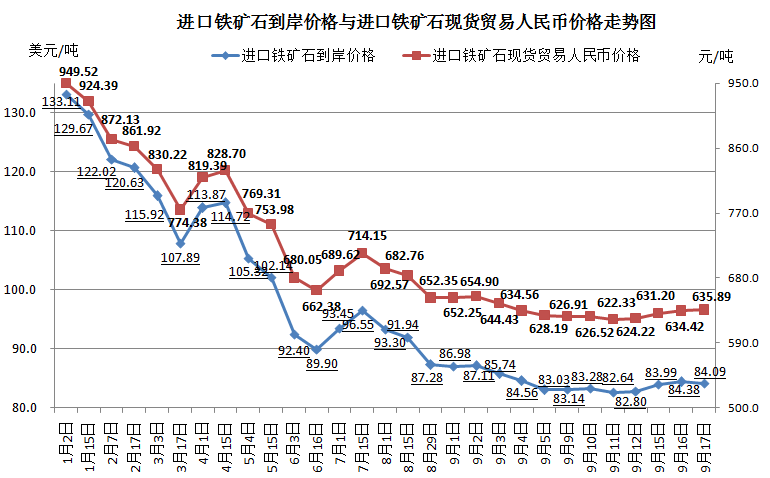 进口铁矿石到岸价格与进口铁矿石现货贸易人民币价格走势图
美元/吨
进口铁矿石到岸价格
进口铁矿石现货贸易人民币价格
元/吨
130.0
120.0
110.0
100.0
90.0
80.0
950.0
860.0
770.0
680.0
590.0
500.0
949.52
924.39
872.13
861.92
830.22
774.38
819.39
828.70
769.31
753.98
680.05
662.38
689.62
714.15
692.57
682.76
652.35
652.25
654.90
644.43
634.56
628.19
626.91
626.52
622.33
624.22
631.20
634.42
635.89
133.11
129.67
122.02
120.63
115.92
107.89
113.87
114.72
105.32
102.14
92.40
89.90
93.45
96.55
93.30
91.94
87.28
86.98
87.11
85.74
84.56
83.03
83.14
83.28
82.64
82.80
83.99
84.38
84.09
1月2日
1月15日
2月7日
2月17日
3月3日
3月17日
4月1日
4月15日
5月4日
5月15日
6月3日
6月16日
7月1日
7月15日
8月1日
8月15日
8月29日
9月1日
9月2日
9月3日
9月4日
9月5日
9月9日
9月10日
9月11日
9月12日
9月15日
9月16日
9月17日